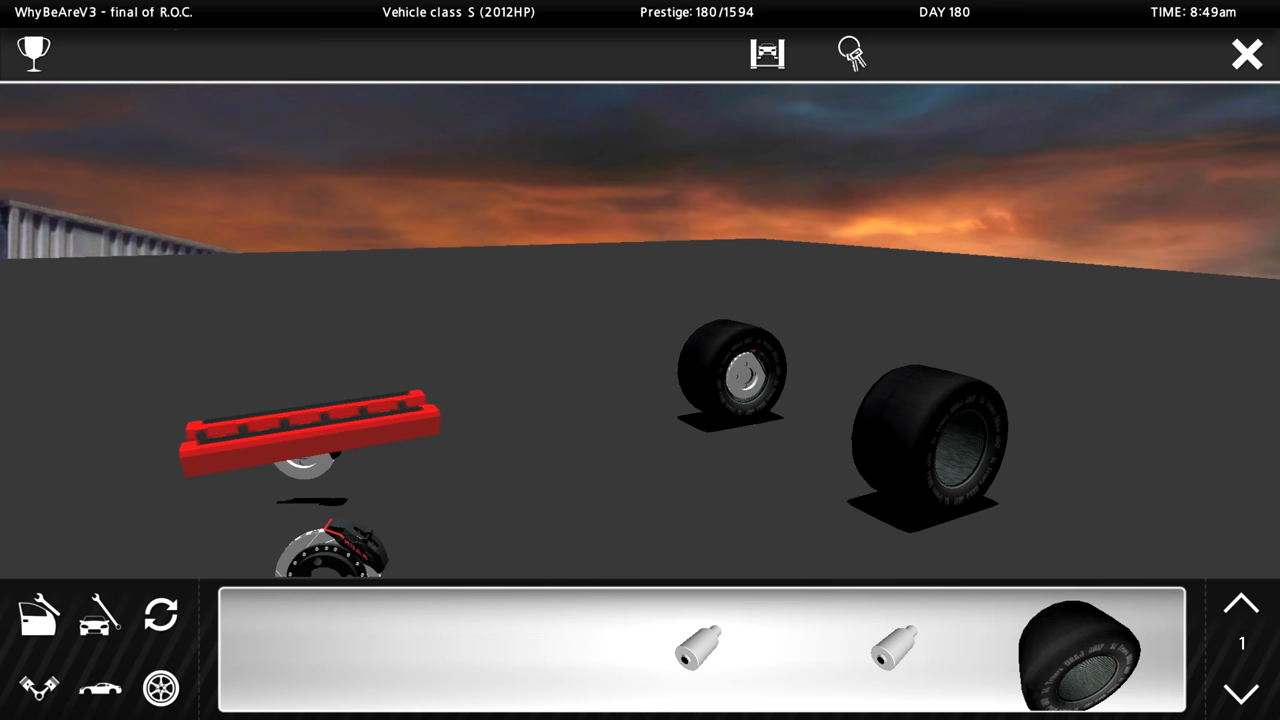 WhyBeAreV3 - final of R.O.C.
Vehicle class S (2012HP)
Prestige: 180/1594
DAY 180
TIME: 8:49am
1